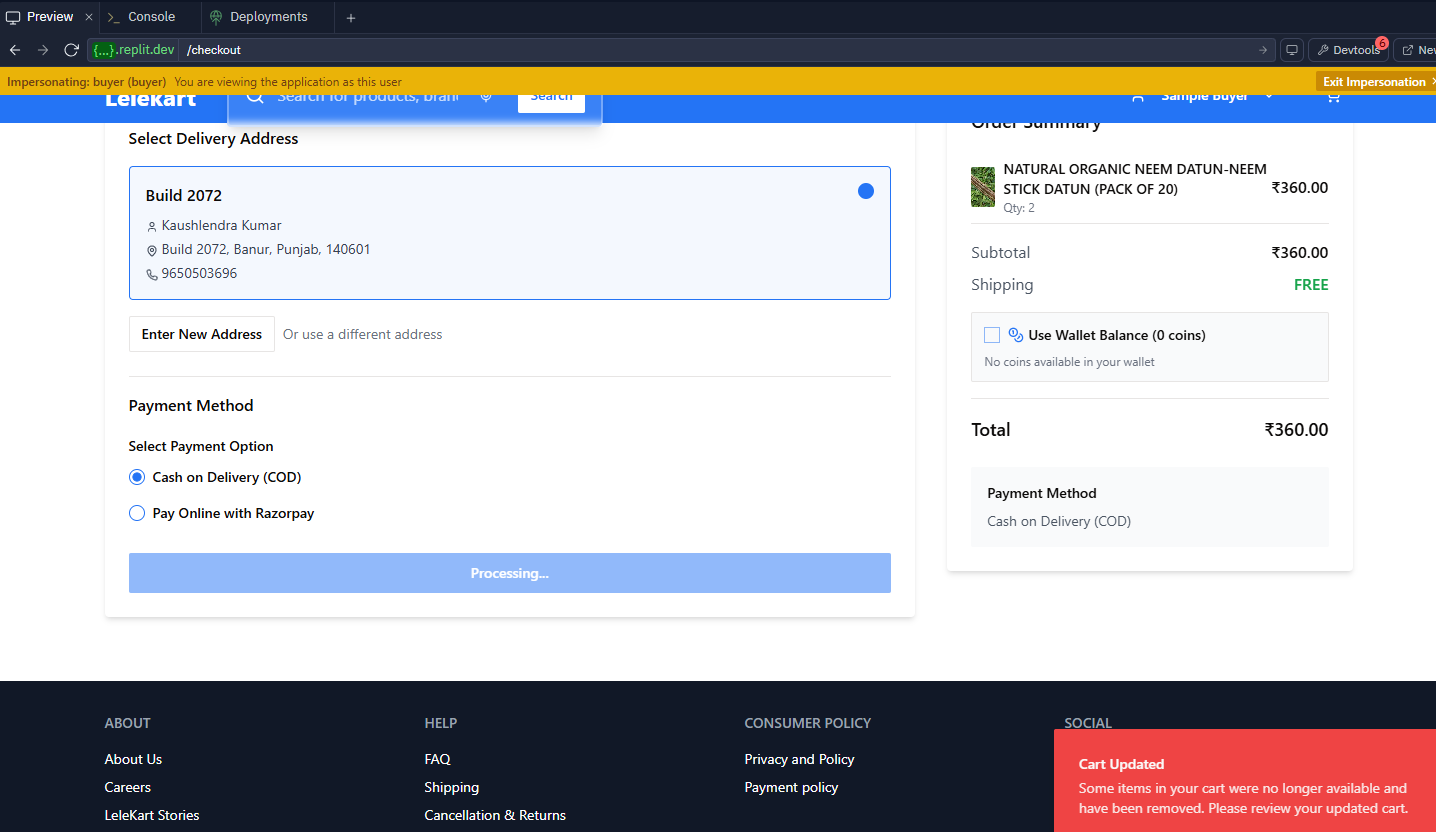 Preview
Console
Deployments
{...}.replit.dev /checkout
Devtools 6
New
Impersonating: buyer (buyer) You are viewing the application as this user
Exit Impersonation
Lelekart
Search for products, bran
Search
Sample Buyer
Select Delivery Address
Build 2072
Kaushlendra Kumar
Build 2072, Banur, Punjab, 140601
9650503696
Enter New Address Or use a different address
Payment Method
Select Payment Option
Cash on Delivery (COD)
Pay Online with Razorpay
Processing...
Order Summary
NATURAL ORGANIC NEEM DATUN-NEEM
STICK DATUN (PACK OF 20)
₹360.00
Qty: 2
Subtotal ₹360.00
Shipping FREE
Use Wallet Balance (0 coins)
No coins available in your wallet
Total ₹360.00
Payment Method
Cash on Delivery (COD)
ABOUT
About Us
Careers
LeleKart Stories
HELP
FAQ
Shipping
Cancellation & Returns
CONSUMER POLICY
Privacy and Policy
Payment policy
SOCIAL
Cart Updated
Some items in your cart were no longer available and
have been removed. Please review your updated cart.